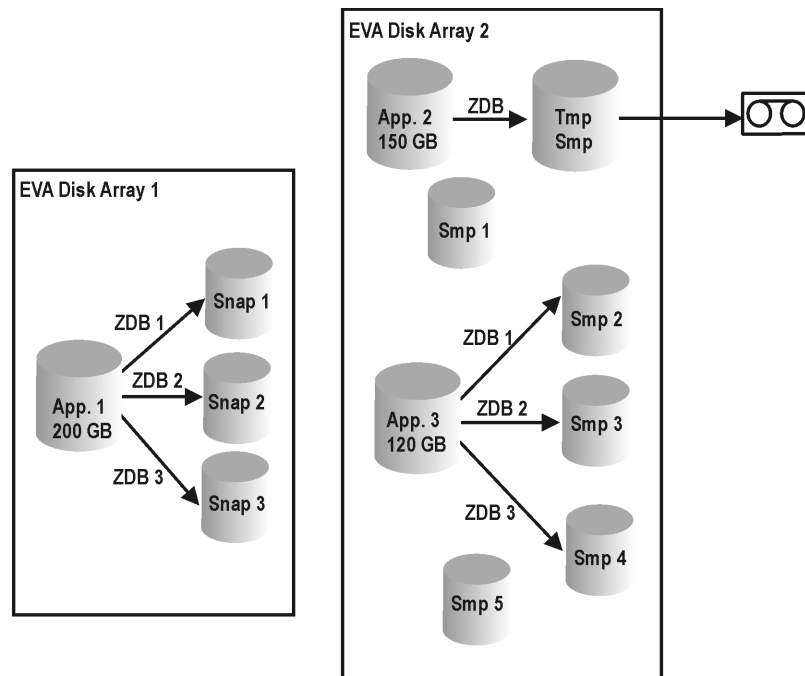 EVA Disk Array 1
ZDB 1
Snap 1
App. 1
200 GB
ZDB 2
Snap 2
ZDB 3
Snap 3
EVA Disk Array 2
App. 2
150 GB
ZDB
Tmp
Smp
Smp 1
ZDB 1
Smp 2
App. 3
120 GB
ZDB 2
Smp 3
ZDB 3
Smp 4
Smp 5